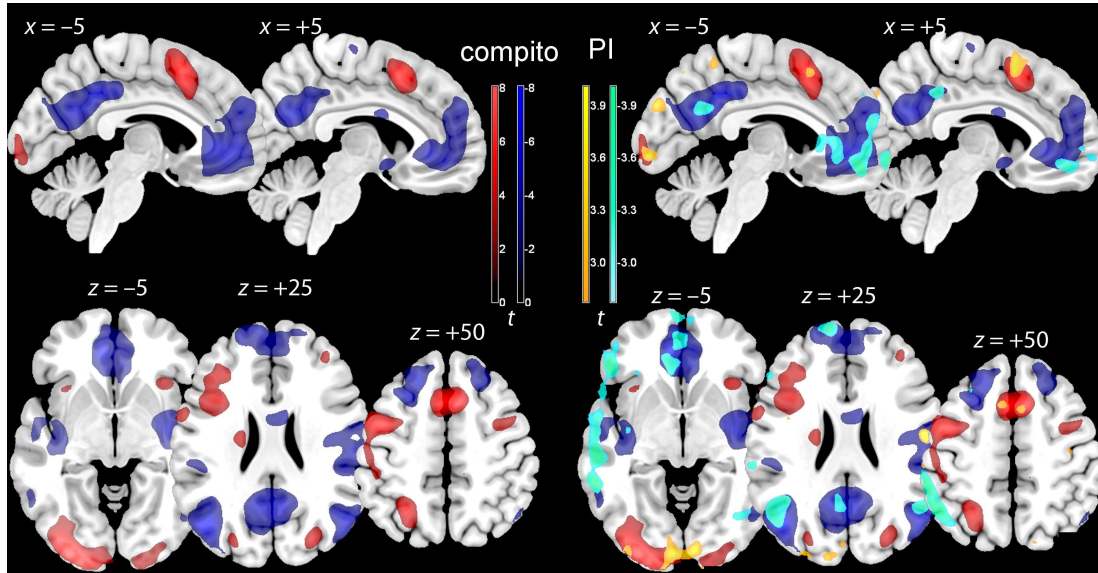 x = –5
x = +5
compito
PI
x = –5
x = +5
8
6
4
2
0
-8
-6
-4
-2
0
t
3.9
3.6
3.3
3.0
-3.9
-3.6
-3.3
-3.0
t
z = –5
z = +25
z = +50
z = –5
z = +25
z = +50